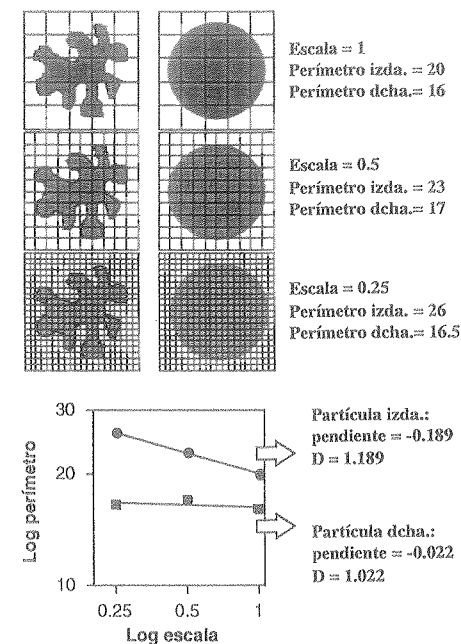 Escala = 1
Perímetro izda. = 20
Perímetro dcha.= 16
Escala = 0.5
Perímetro izda. = 23
Perímetro dcha.= 17
Escala = 0.25
Perímetro izda. = 26
Perímetro dcha.= 16.5
30
20
10
Log perímetro
0.25 0.5 1
Log escala
Partícula izda.:
pendiente = -0.189
D = 1.189
Partícula dcha.:
pendiente = -0.022
D = 1.022